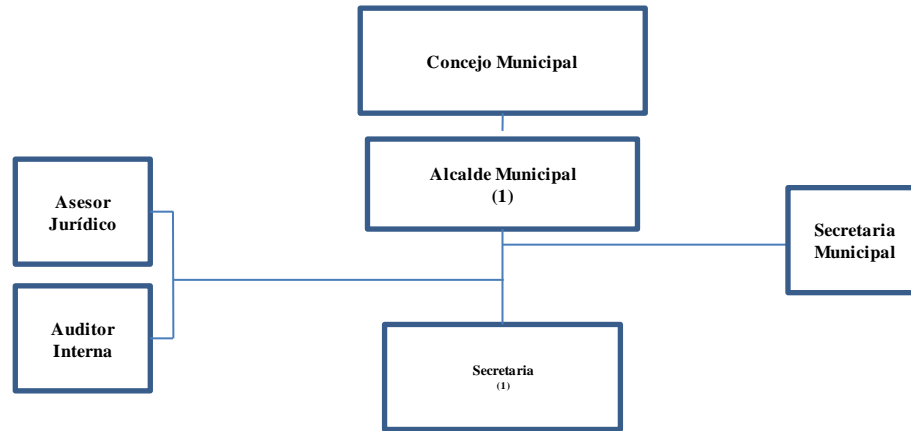 Concejo Municipal
Alcalde Municipal
(1)
Asesor
Jurídico
Secretaria
Municipal
Auditor
Interna
Secretaria
(1)